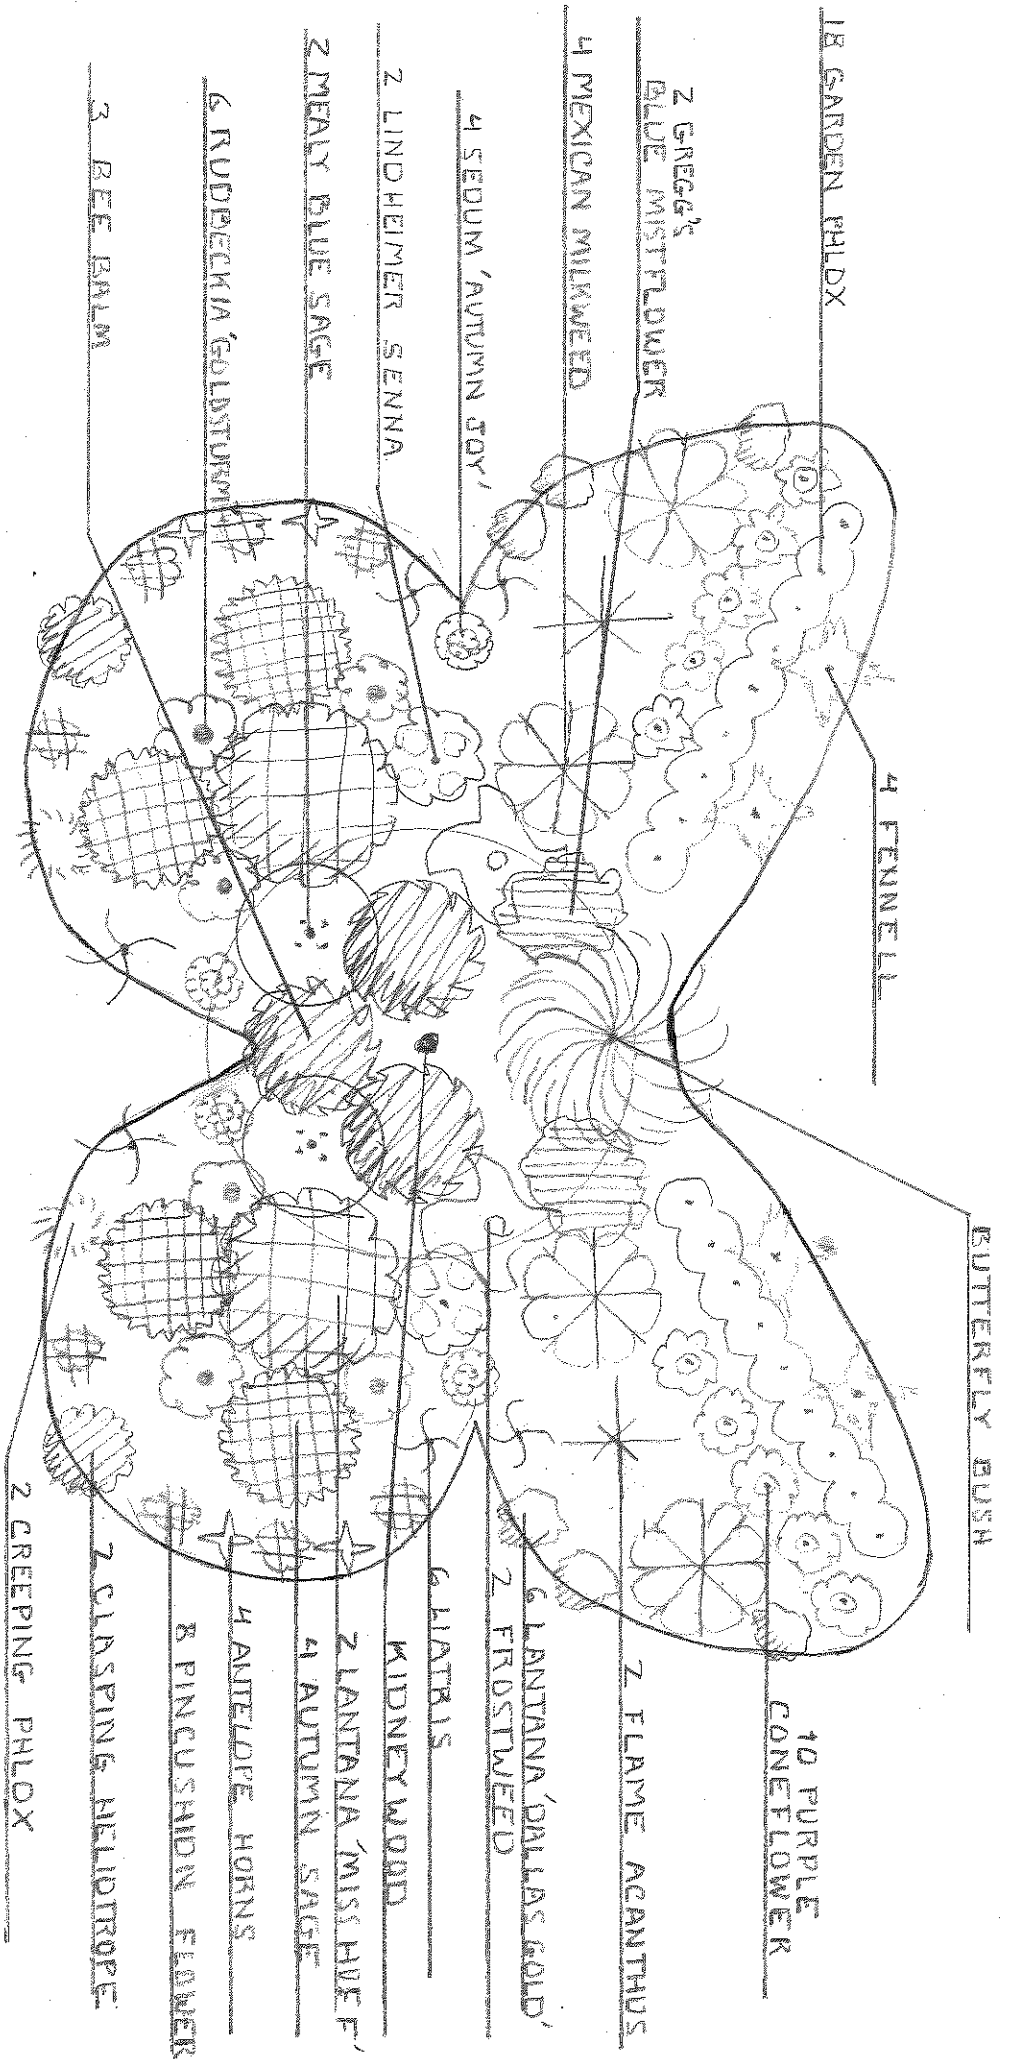 18 GARDEN PHLOX
2 GREGG'S
BLUE MISTFLOWER
4 MEXICAN MILKWEED
4 SEDUM 'AUTUMN JOY'
2 LINDHEIMER SENNA
2 MEALY BLUE SAGE
6 RUDBECKIA 'GOLDSTURM'
3 BEE BALM
4 FENNELL
BUTTERFLY BUSH
10 PURPLE
CONEFLOWER
2 FLAME ACANTHUS
6 LANTANA 'DALLAS GOLD'
2 FROSTWEED
6 LIATRIS
KIDNEYWOOD
2 LANTANA 'MISS HUFF'
4 AUTUMN SAGE
4 ANTELOPE HORNS
8 PINCUSHION FLOWER
2 CLASPING HELIOTROPE
2 CREEPING PHLOX